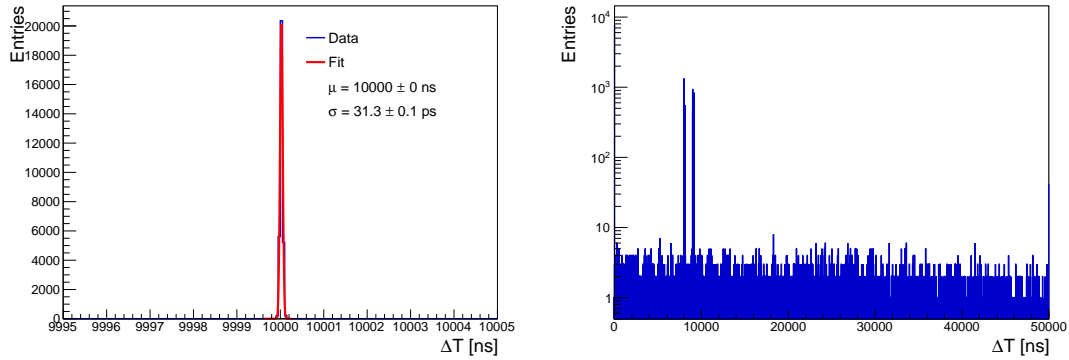 Entries
20000
18000
16000
14000
12000
10000
8000
6000
4000
2000
0
Data
Fit
μ = 10000 ± 0 ns
σ = 31.3 ± 0.1 ps
9995 9996 9997 9998 9999 10000 10001 10002 10003 10004 10005
ΔT [ns]
Entries
10⁴
10³
10²
10
1
0 10000 20000 30000 40000 50000
ΔT [ns]